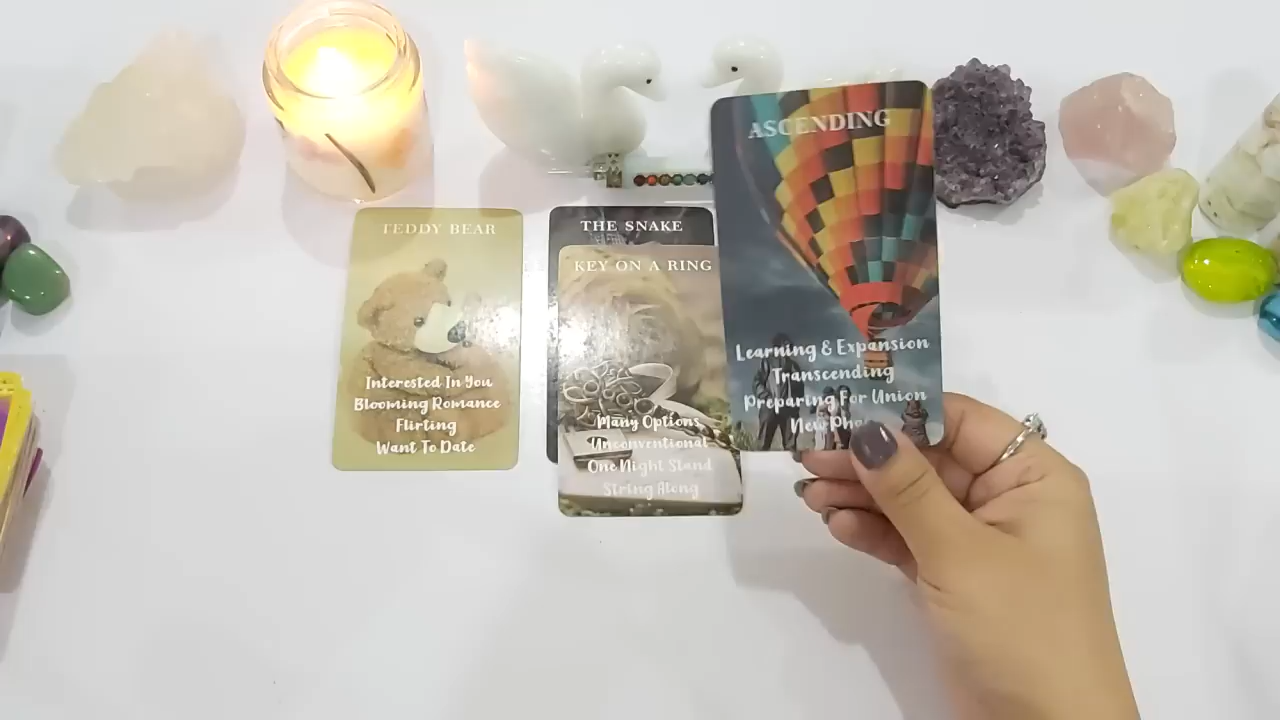 TEDDY BEAR
Interested In You
Blooming Romance
Flirting
Want To Date
THE SNAKE
KEY ON A RING
Many Options
Unconventional
One Night Stand
String Along
ASCENDING
Learning & Expansion
Transcending
Preparing For Union
New